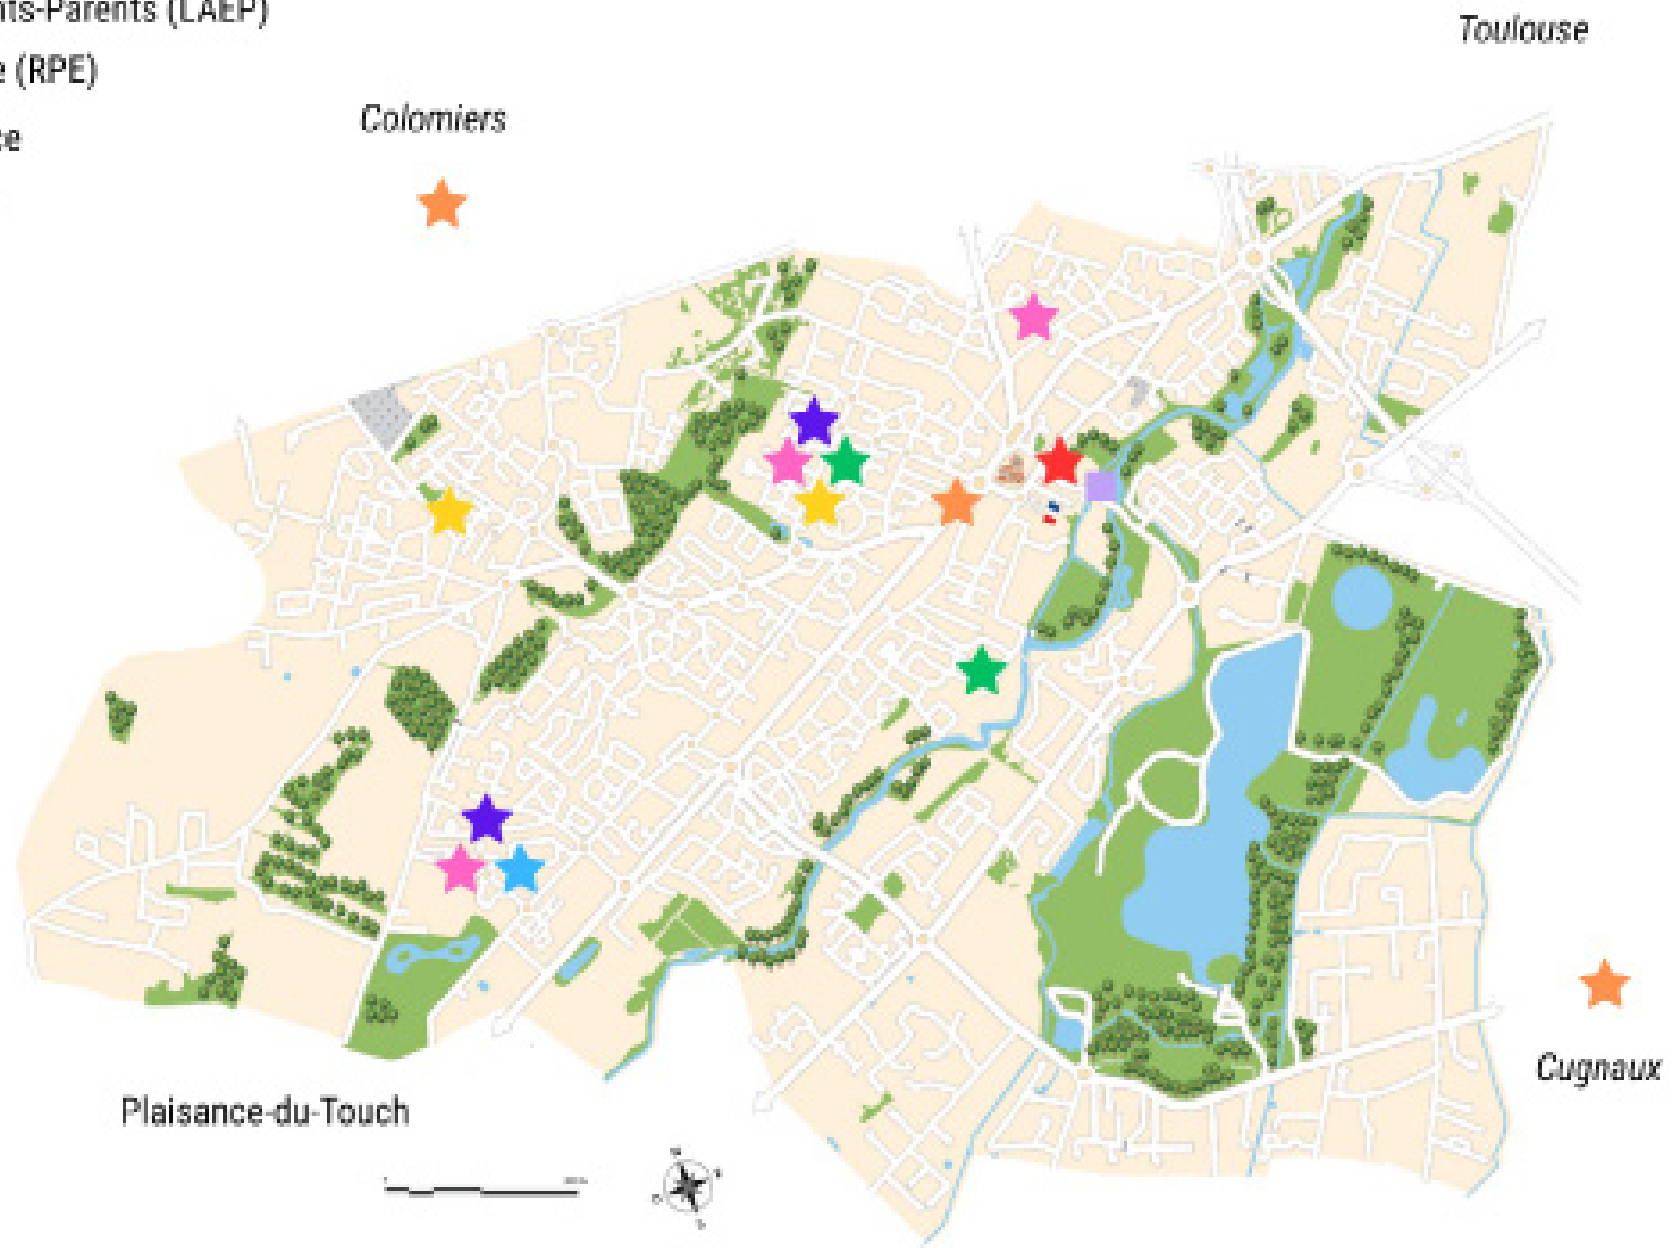 nts-Parents (LAEP)
Toulouse
e (RPE)
Colomiers
ce
Cugnaux
Plaisance-du-Touch